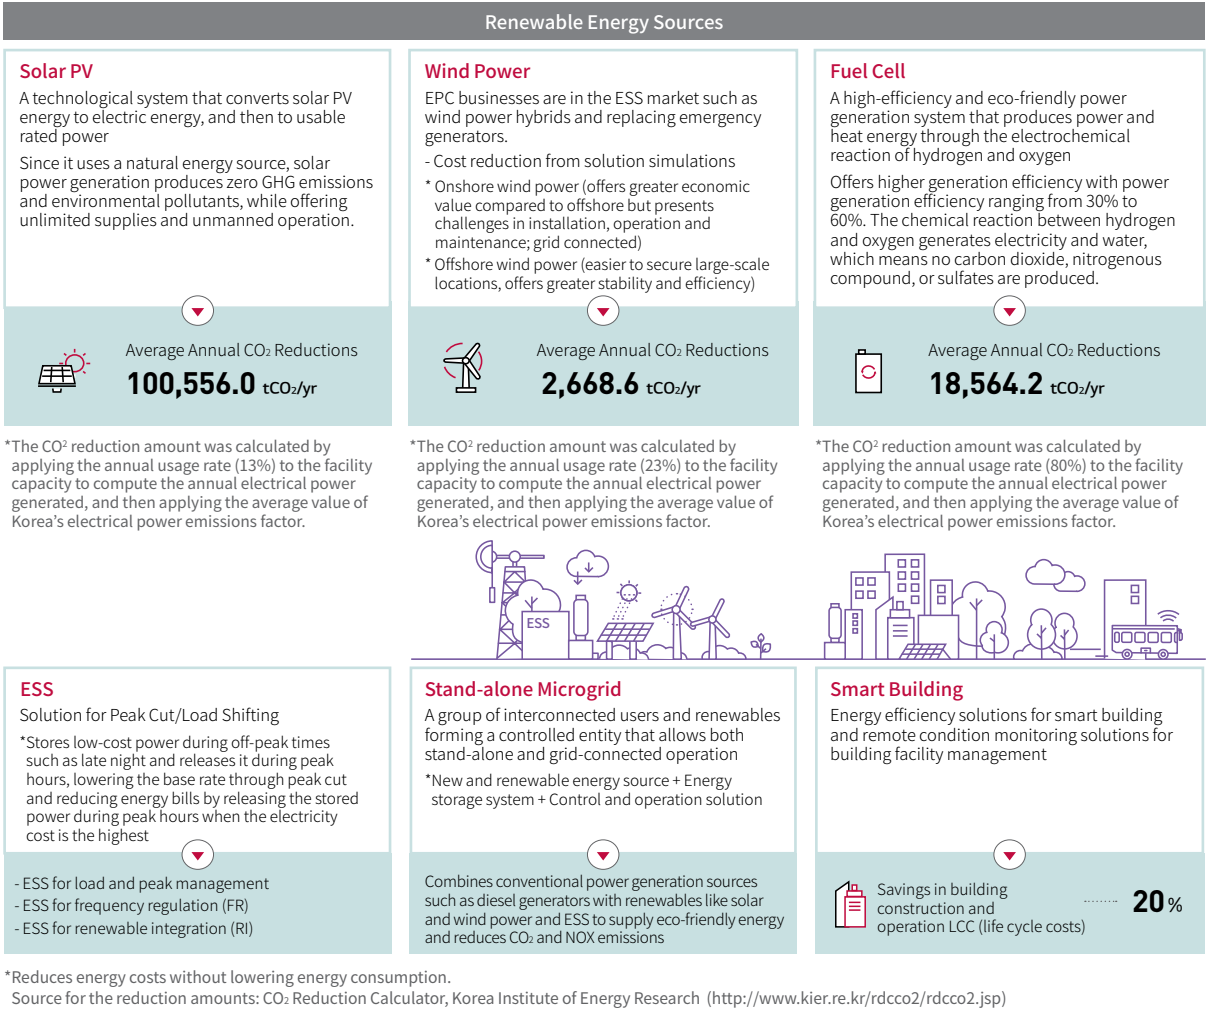 Renewable Energy Sources
Solar PV
A technological system that converts solar PV
energy to electric energy, and then to usable
rated power
Since it uses a natural energy source, solar
power generation produces zero GHG emissions
and environmental pollutants, while offering
unlimited supplies and unmanned operation.
Average Annual CO2 Reductions
100,556.0 tCO2/yr
*The CO² reduction amount was calculated by
applying the annual usage rate (13%) to the facility
capacity to compute the annual electrical power
generated, and then applying the average value of
Korea's electrical power emissions factor.
Wind Power
EPC businesses are in the ESS market such as
wind power hybrids and replacing emergency
generators.
- Cost reduction from solution simulations
* Onshore wind power (offers greater economic
value compared to offshore but presents
challenges in installation, operation and
maintenance; grid connected)
* Offshore wind power (easier to secure large-scale
locations, offers greater stability and efficiency)
Average Annual CO2 Reductions
2,668.6 tCO2/yr
*The CO² reduction amount was calculated by
applying the annual usage rate (23%) to the facility
capacity to compute the annual electrical power
generated, and then applying the average value of
Korea's electrical power emissions factor.
Fuel Cell
A high-efficiency and eco-friendly power
generation system that produces power and
heat energy through the electrochemical
reaction of hydrogen and oxygen
Offers higher generation efficiency with power
generation efficiency ranging from 30% to
60%. The chemical reaction between hydrogen
and oxygen generates electricity and water,
which means no carbon dioxide, nitrogenous
compound, or sulfates are produced.
Average Annual CO2 Reductions
18,564.2 tCO2/yr
*The CO² reduction amount was calculated by
applying the annual usage rate (80%) to the facility
capacity to compute the annual electrical power
generated, and then applying the average value of
Korea's electrical power emissions factor.
ESS
ESS
Solution for Peak Cut/Load Shifting
*Stores low-cost power during off-peak times
such as late night and releases it during peak
hours, lowering the base rate through peak cut
and reducing energy bills by releasing the stored
power during peak hours when the electricity
cost is the highest
- ESS for load and peak management
- ESS for frequency regulation (FR)
- ESS for renewable integration (RI)
Stand-alone Microgrid
A group of interconnected users and renewables
forming a controlled entity that allows both
stand-alone and grid-connected operation
*New and renewable energy source + Energy
storage system + Control and operation solution
Combines conventional power generation sources
such as diesel generators with renewables like solar
and wind power and ESS to supply eco-friendly energy
and reduces CO2 and NOX emissions
Smart Building
Energy efficiency solutions for smart building
and remote condition monitoring solutions for
building facility management
Savings in building
construction and
operation LCC (life cycle costs)
20%
*Reduces energy costs without lowering energy consumption.
Source for the reduction amounts: CO2 Reduction Calculator, Korea Institute of Energy Research (http://www.kier.re.kr/rdcco2/rdcco2.jsp)